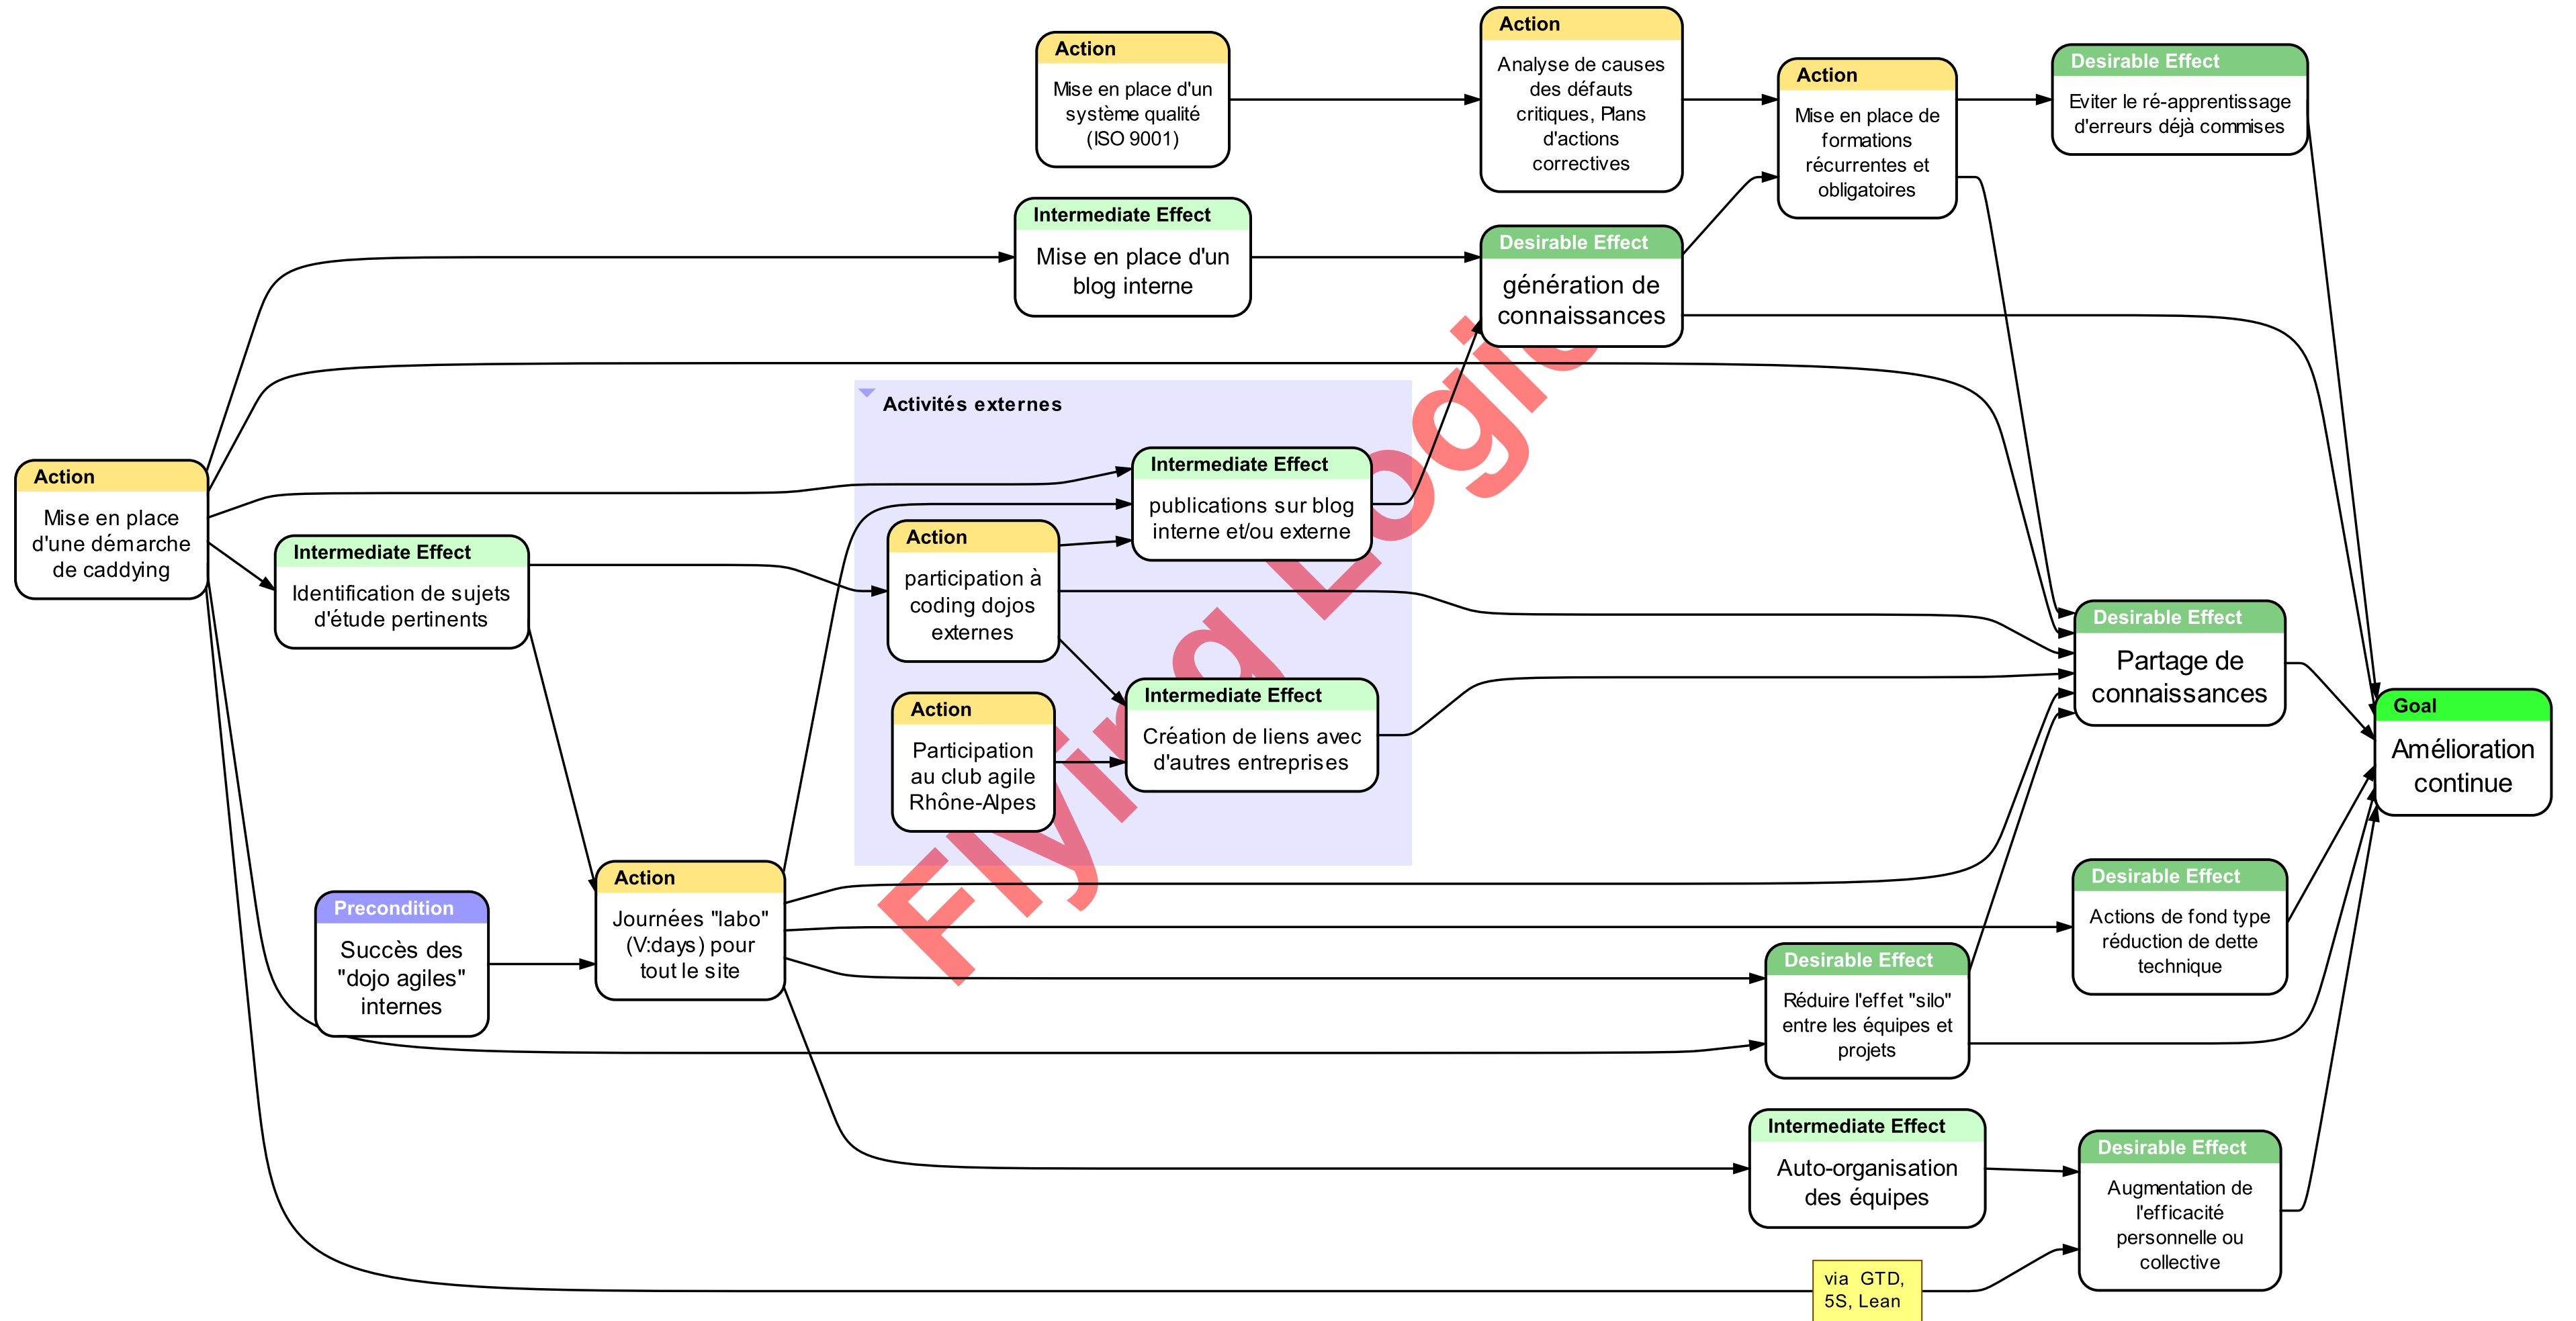 Action
Mise en place d'un
système qualité
(ISO 9001)
Action
Analyse de causes
des défauts
critiques, Plans
d'actions
correctives
Action
Mise en place de
formations
récurrentes et
obligatoires
Desirable Effect
Eviter le ré-apprentissage
d'erreurs déjà commises
Intermediate Effect
Mise en place d'un
blog interne
Desirable Effect
génération de
connaissances
Activités externes
Action
Mise en place
d'une démarche
de caddying
Intermediate Effect
Identification de sujets
d'étude pertinents
Intermediate Effect
publications sur blog
interne et/ou externe
Action
participation à
coding dojos
externes
Action
Participation
au club agile
Rhône-Alpes
Intermediate Effect
Création de liens avec
d'autres entreprises
Desirable Effect
Partage de
connaissances
Goal
Amélioration
continue
Precondition
Succès des
"dojo agiles"
internes
Action
Journées "labo"
(V:days) pour
tout le site
Desirable Effect
Actions de fond type
réduction de dette
technique
Desirable Effect
Réduire l'effet "silo"
entre les équipes et
projets
Intermediate Effect
Auto-organisation
des équipes
Desirable Effect
Augmentation de
l'efficacité
personnelle ou
collective
via GTD,
5S, Lean
Flying Logic